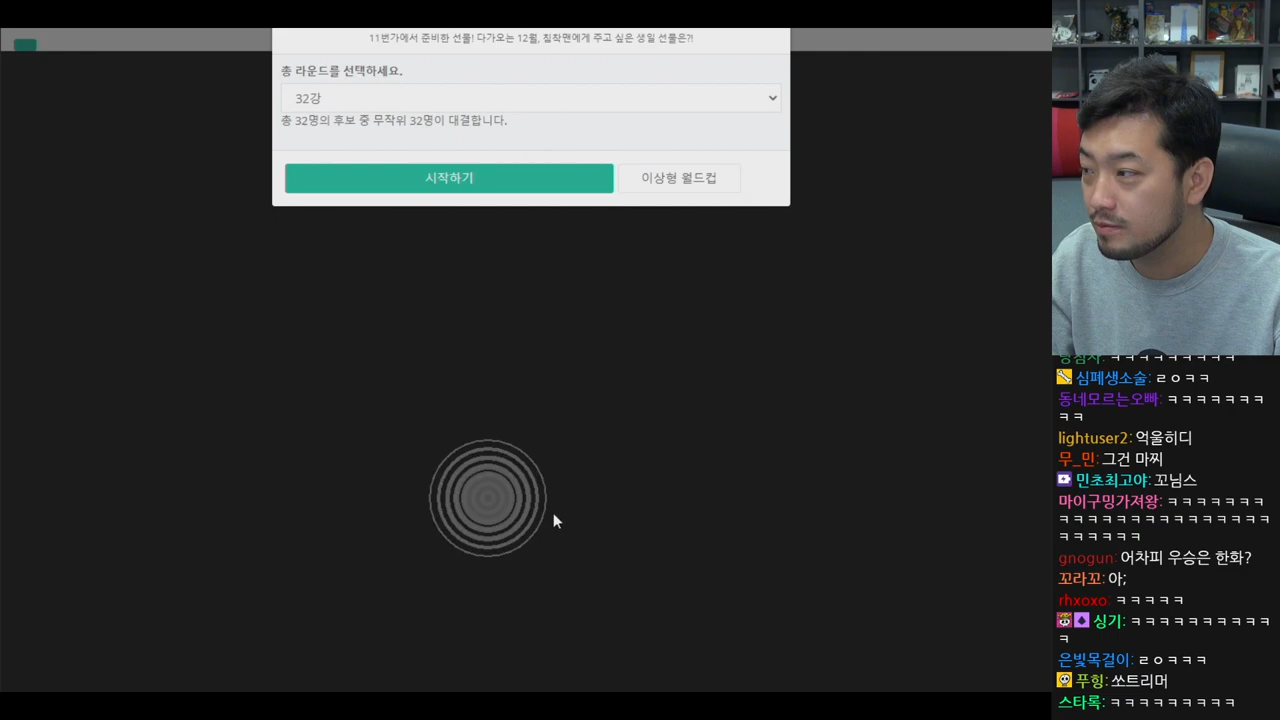 11번가에서 준비한 선물! 다가오는 12월, 침착맨에게 주고 싶은 생일 선물은?!
총 라운드를 선택하세요.
32강
총 32명의 후보 중 무작위 32명이 대결합니다.
시작하기
이상형 월드컵
ㅋㅋㅋㅋㅋㅋㅋㅋㅋ
심폐생소술: ㄹㅇㅋㅋ
동네모르는오빠: ㅋㅋㅋㅋㅋㅋㅋ
ㅋㅋ
lightuser2: 억울히디
무_민: 그건 마찌
민초최고야: 꼬님스
마이구밍가져왕: ㅋㅋㅋㅋㅋㅋㅋ
ㅋㅋㅋㅋㅋㅋㅋㅋㅋㅋㅋㅋㅋㅋㅋ
ㅋㅋㅋㅋㅋㅋ
gnogun: 어차피 우승은 한화?
꼬라꼬: 아;
rhxoxo: ㅋㅋㅋㅋㅋ
싱기: ㅋㅋㅋㅋㅋㅋㅋㅋㅋㅋ
ㅋ
은빛목걸이: ㄹㅇㅋㅋㅋ
푸헝: 쏘트리머
스타록: ㅋㅋㅋㅋㅋㅋㅋㅋㅋ